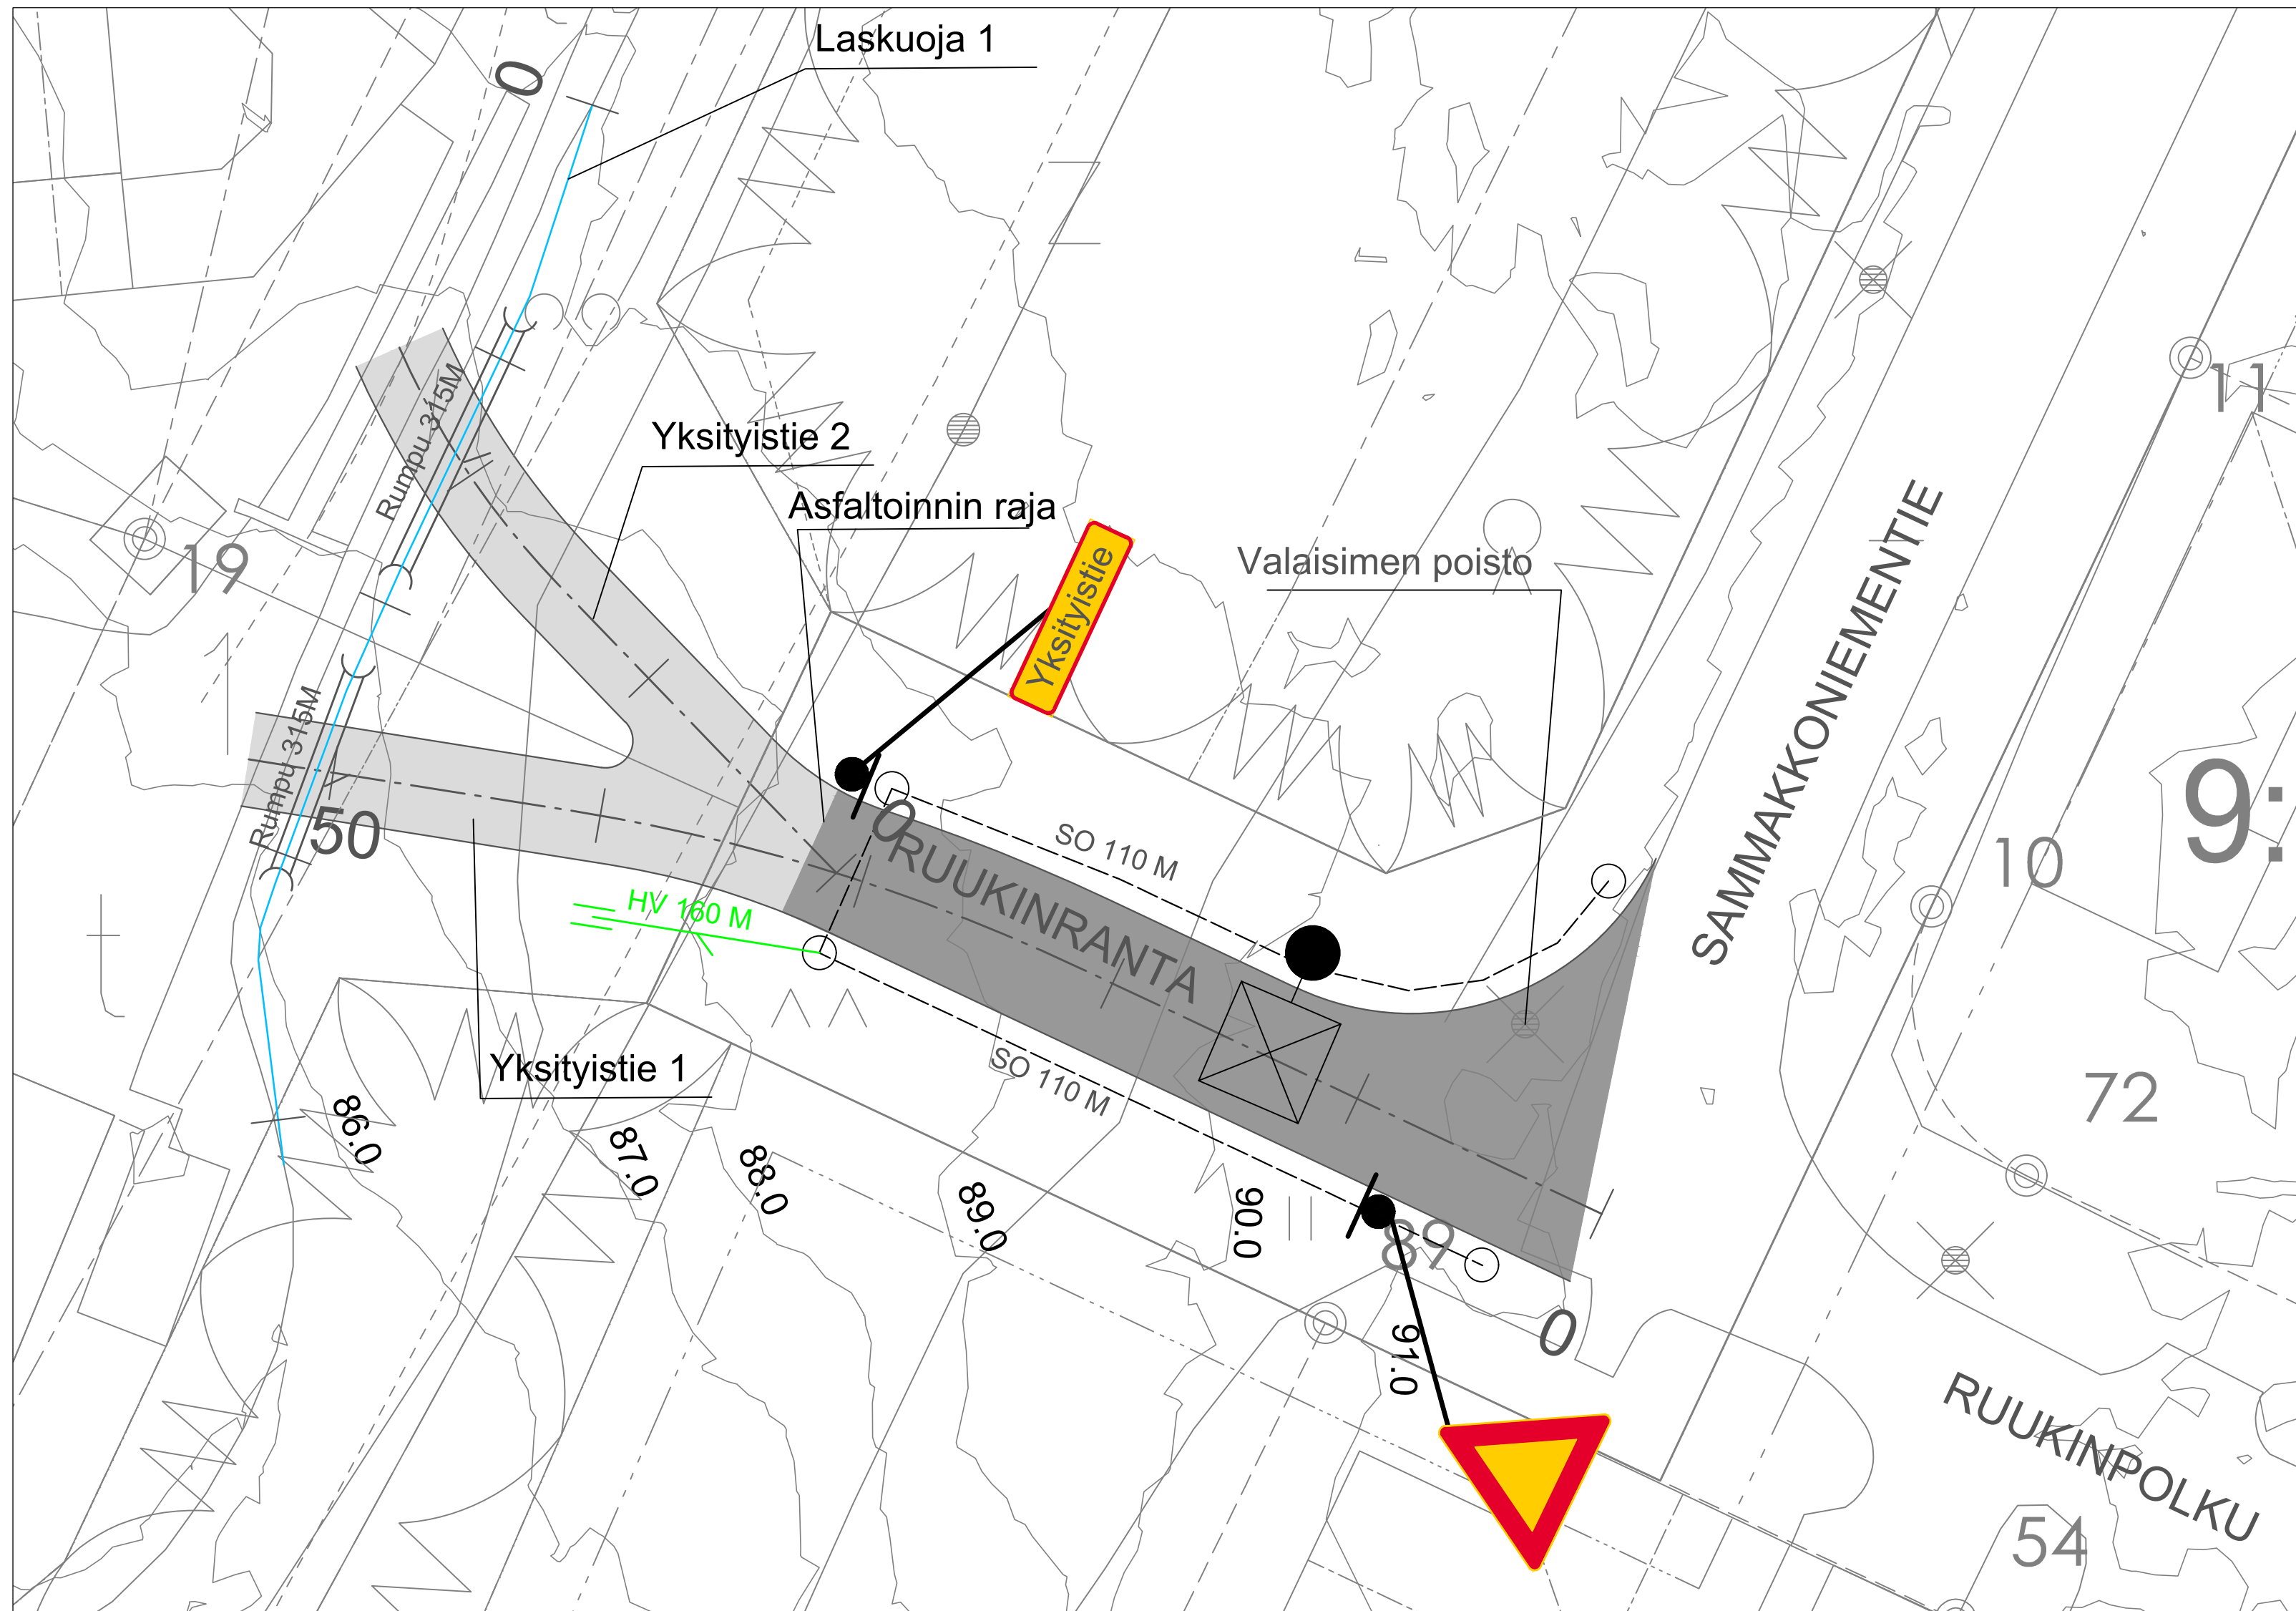 Laskuoja 1
0
Yksityistie 2
Rumpu 315M
Asfaltoinnin raja
Yksityistie
Valaisimen poisto
SAMMAKKONIEMENTIE
11
19
Rumpu 315M
50
0
RUUKINRANTA
SO 110 M
HV 160 M
9:
10
SO 110 M
Yksityistie 1
72
86.0
87.0
88.0
89.0
90.0
89
91.0
0
RUUKINPOLKU
54